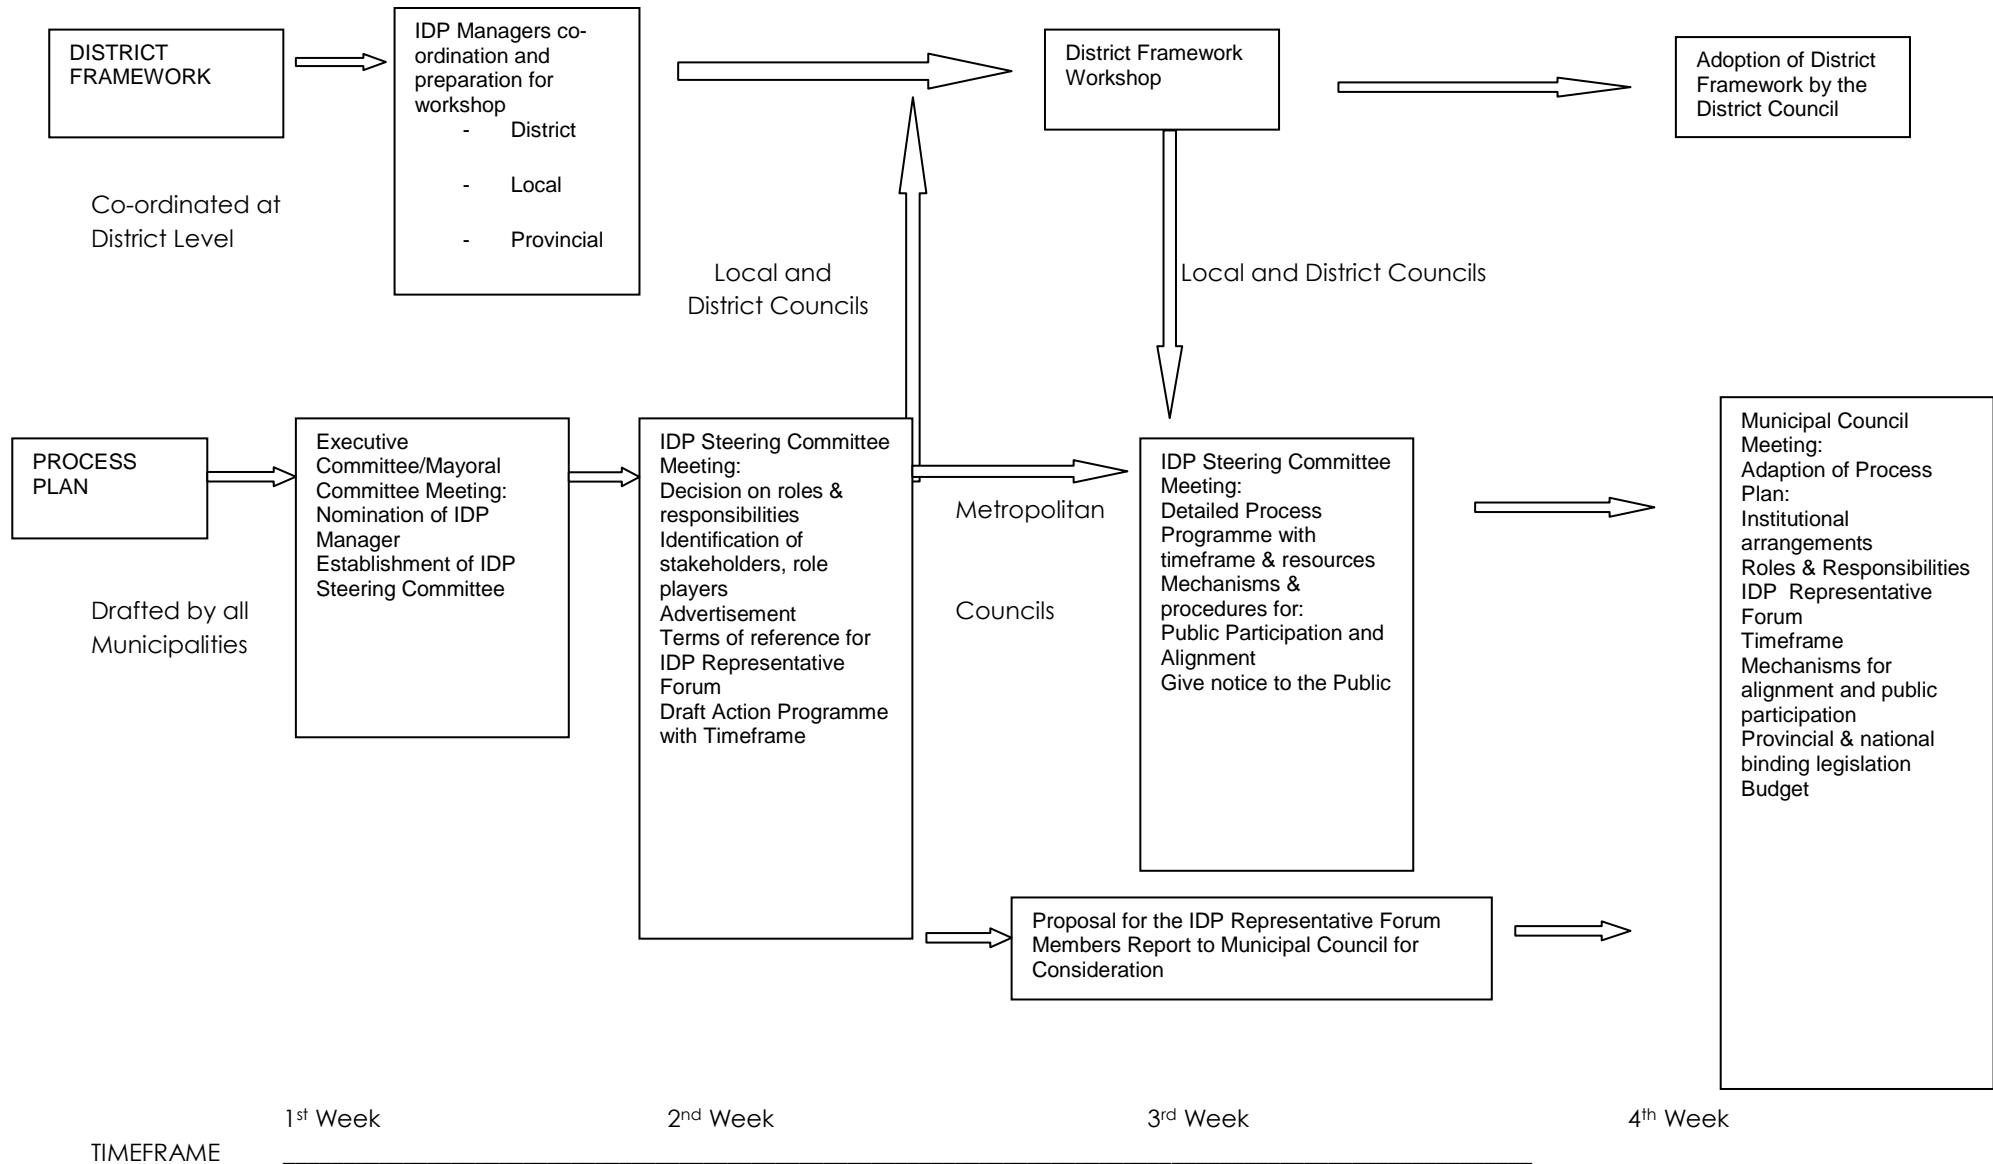 DISTRICT
FRAMEWORK
IDP Managers co-
ordination and
preparation for
workshop
- District
- Local
- Provincial
District Framework
Workshop
Adoption of District
Framework by the
District Council
Co-ordinated at
District Level
Local and
District Councils
Local and District Councils
PROCESS
PLAN
Executive
Committee/Mayoral
Committee Meeting:
Nomination of IDP
Manager
Establishment of IDP
Steering Committee
IDP Steering Committee
Meeting:
Decision on roles &
responsibilities
Identification of
stakeholders, role
players
Advertisement
Terms of reference for
IDP Representative
Forum
Draft Action Programme
with Timeframe
Metropolitan
Councils
IDP Steering Committee
Meeting:
Detailed Process
Programme with
timeframe & resources
Mechanisms &
procedures for:
Public Participation and
Alignment
Give notice to the Public
Municipal Council
Meeting:
Adaption of Process
Plan:
Institutional
arrangements
Roles & Responsibilities
IDP Representative
Forum
Timeframe
Mechanisms for
alignment and public
participation
Provincial & national
binding legislation
Budget
Drafted by all
Municipalities
Proposal for the IDP Representative Forum
Members Report to Municipal Council for
Consideration
1st Week
2nd Week
3rd Week
4th Week
TIMEFRAME